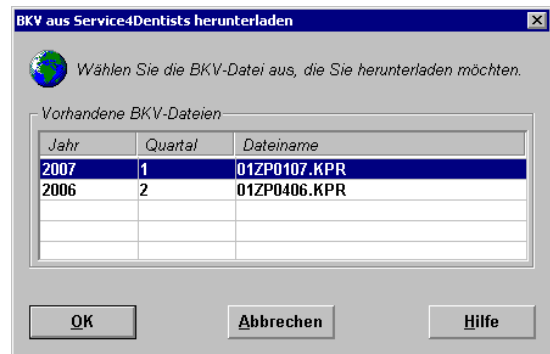 BKV aus Service4Dentists herunterladen
Wählen Sie die BKV-Datei aus, die Sie herunterladen möchten.
Vorhandene BKV-Dateien
Jahr Quartal Dateiname
2007 1 01ZP0107.KPR
2006 2 01ZP0406.KPR
OK Abbrechen Hilfe